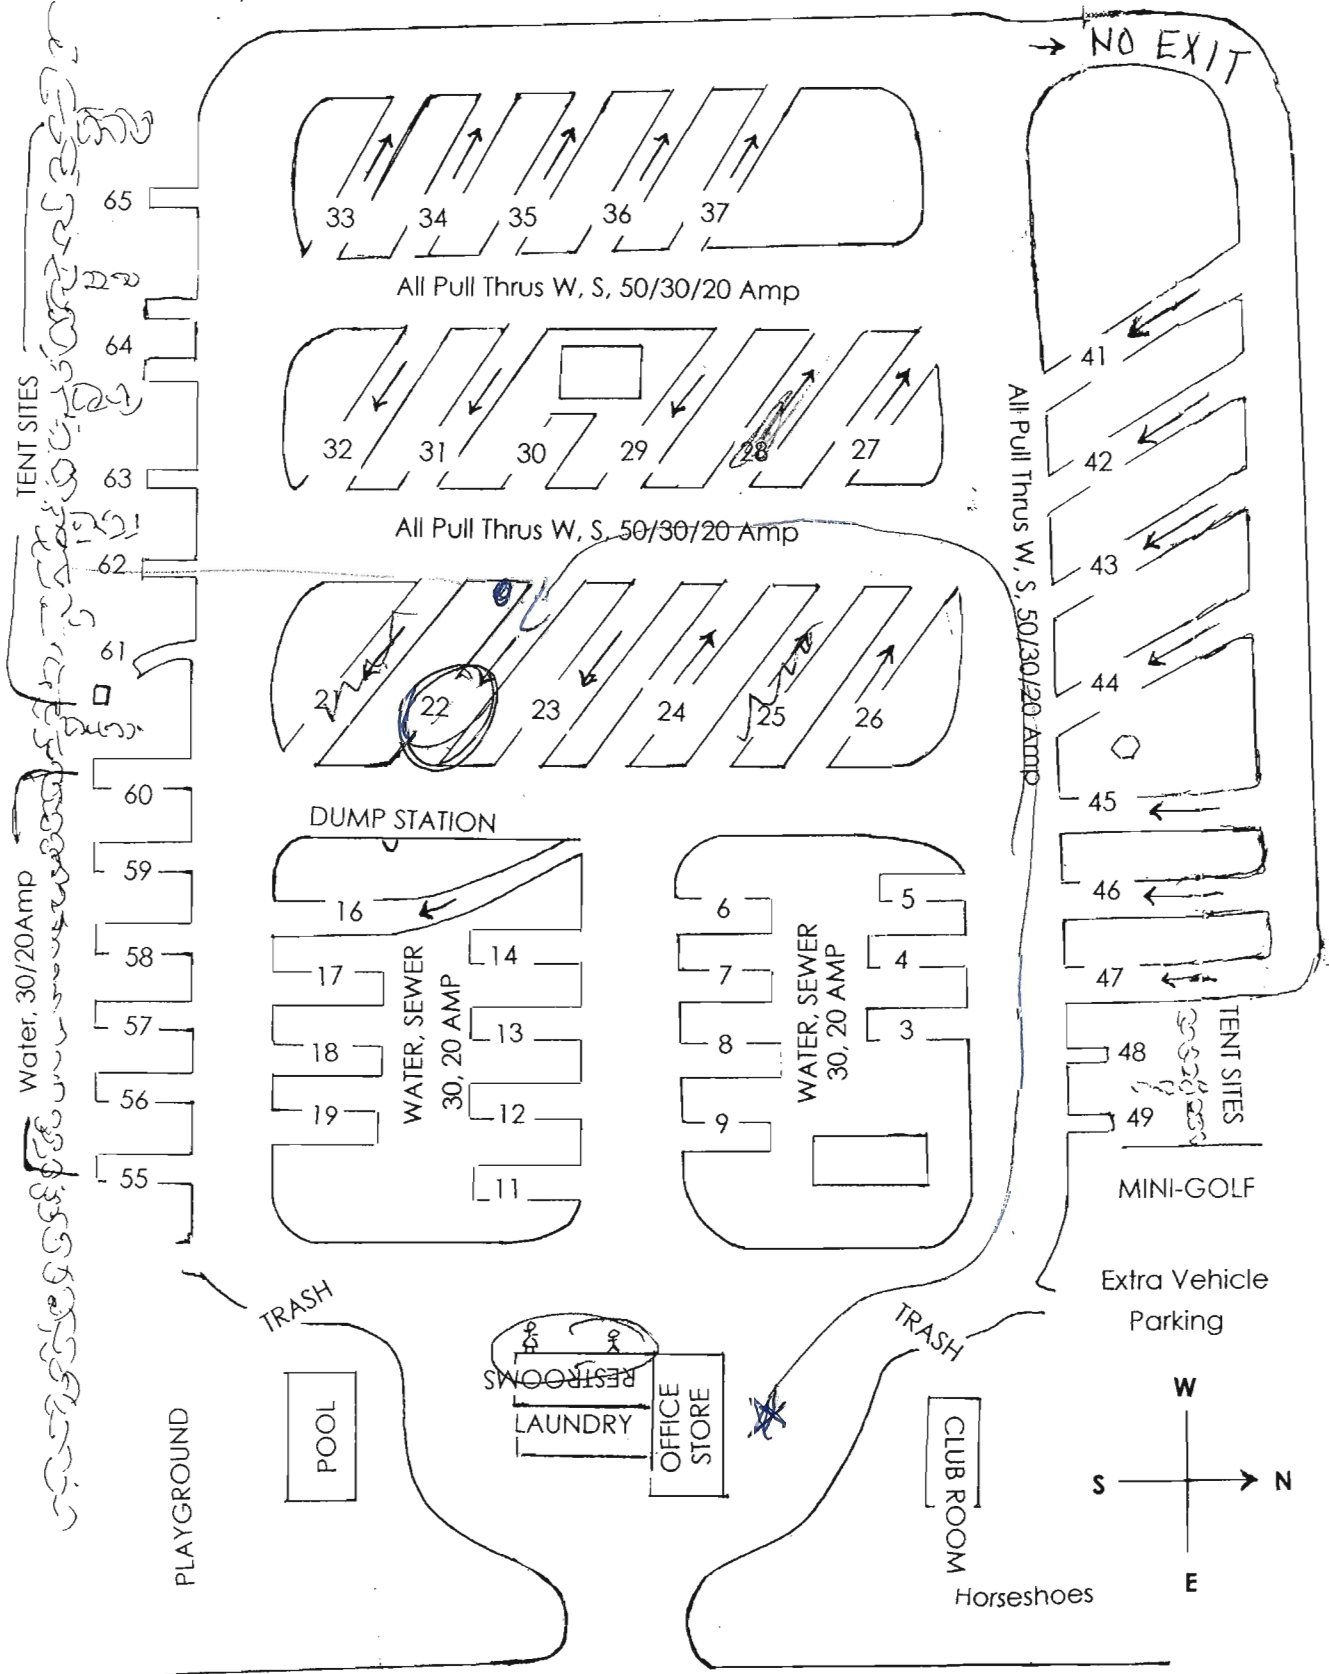 → NO EXIT
65
33 34 35 36 37
All Pull Thrus W, S, 50/30/20 Amp
64
41
TENT SITES
63
32 31 30 29 28 27
42
All Pull Thrus W, S, 50/30/20 Amp
All Pull Thrus W, S, 50/30/20 Amp
62
43
61
44
21 22 23 24 25 26
60
45
DUMP STATION
59
46
16
6
5
Water, 30/20Amp
58
14
4
47
17
7
WATER, SEWER
30, 20 AMP
WATER, SEWER
30, 20 AMP
57
13
3
18
8
48
TENT SITES
56
12
19
9
49
55
11
MINI-GOLF
Extra Vehicle
Parking
TRASH
TRASH
RESTROOMS
LAUNDRY
OFFICE
STORE
POOL
PLAYGROUND
CLUB ROOM
W
S
N
E
Horseshoes